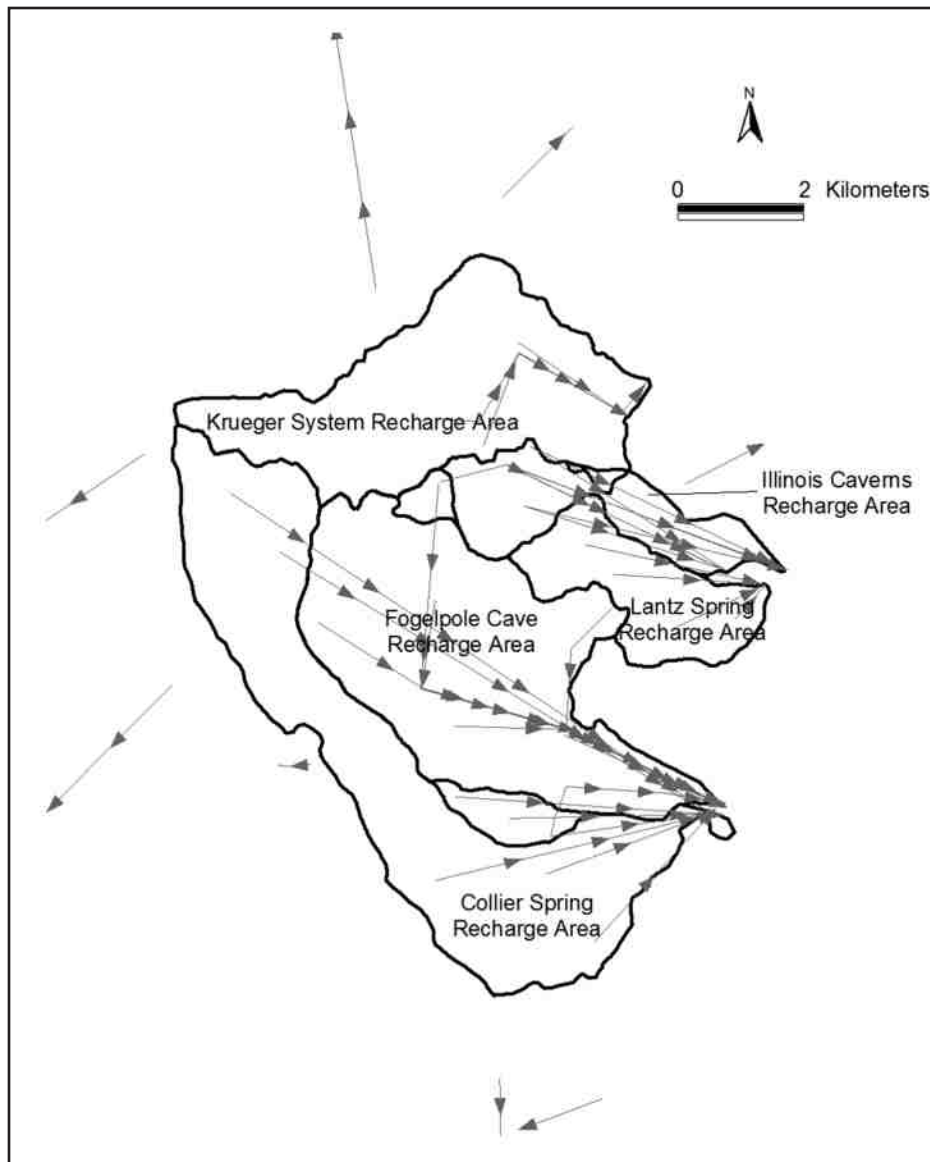 N
0 2 Kilometers
Krueger System Recharge Area
Illinois Caverns
Recharge Area
Fogelpole Cave
Recharge Area
Lantz Spring
Recharge Area
Collier Spring
Recharge Area